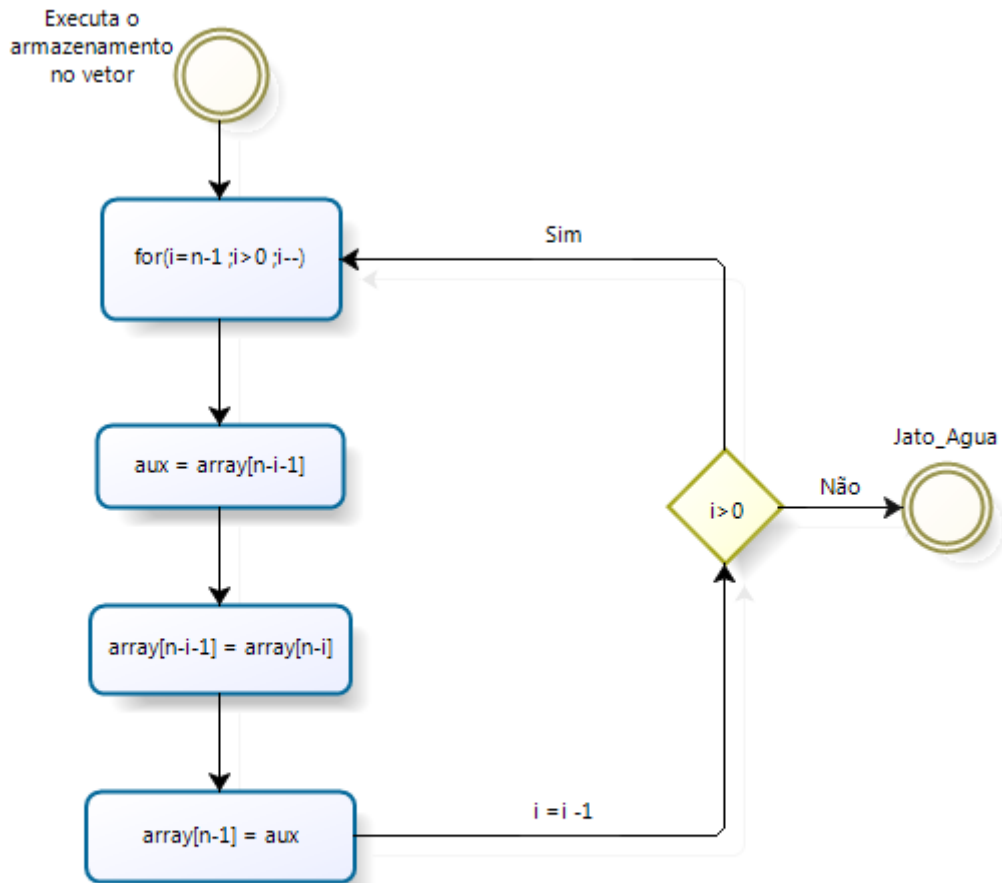 Executa o
armazenamento
no vetor
for(i=n-1 ;i>0 ;i--)
Sim
aux = array[n-i-1]
Jato_Agua
Não
i>0
array[n-i-1] = array[n-i]
i =i -1
array[n-1] = aux